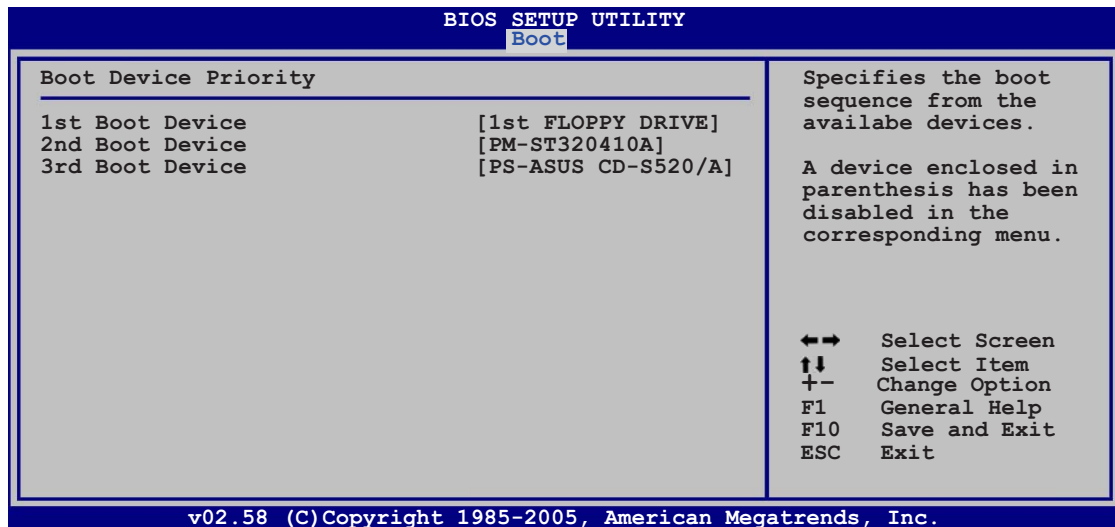 BIOS SETUP UTILITY
Boot
Boot Device Priority
1st Boot Device [1st FLOPPY DRIVE]
2nd Boot Device [PM-ST320410A]
3rd Boot Device [PS-ASUS CD-S520/A]
Specifies the boot
sequence from the
availabe devices.
A device enclosed in
parenthesis has been
disabled in the
corresponding menu.
←→ Select Screen
↑↓ Select Item
+- Change Option
F1 General Help
F10 Save and Exit
ESC Exit
v02.58 (C)Copyright 1985-2005, American Megatrends, Inc.